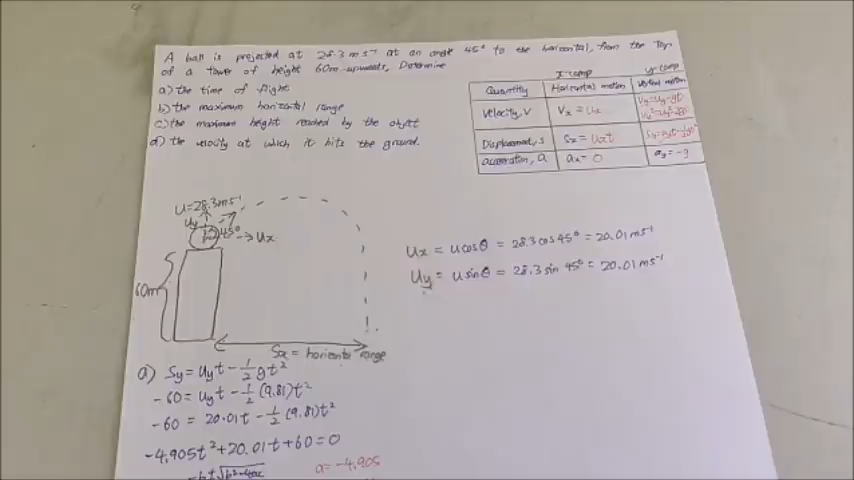 A ball is projected at 28.3 ms⁻¹ at an angle 45° to the horizontal, from the top
of a tower of height 60m upwards, Determine
a) the time of flight
b) the maximum horizontal range
c) the maximum height reached by the object
d) the velocity at which it hits the ground.
x-comp y-comp
Quantity Horizontal motion Vertical motion
Velocity, V Vx = Ux Vy=Uy-gt
Displacement, s Sx = Uxt
acceleration, a ax = 0 ay = -g
U=28.3ms⁻¹
Uy 45° Ux
60m
Sx = horizontal range
Ux = ucosθ = 28.3 cos 45° = 20.01 ms⁻¹
Uy = u sinθ = 28.3 sin 45° = 20.01 ms⁻¹
a) Sy = Uyt - 1/2 gt²
-60 = Uyt - 1/2 (9.81)t²
-60 = 20.01t - 1/2 (9.81)t²
-4.905t² + 20.01t + 60 = 0
-b ± √b²-4ac a = -4.905